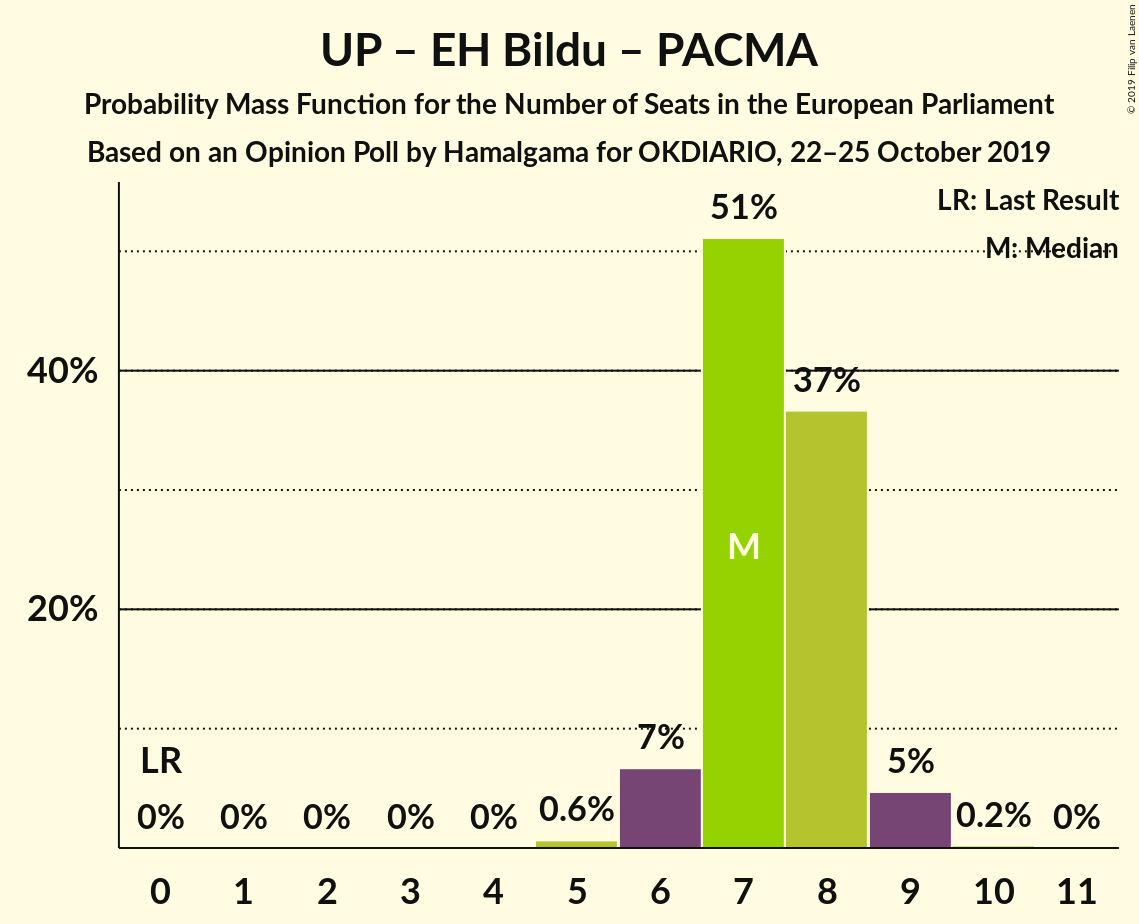 UP – EH Bildu – PACMA
Probability Mass Function for the Number of Seats in the European Parliament
Based on an Opinion Poll by Hamalgama for OKDIARIO, 22–25 October 2019
© 2019 Filip van Laenen
LR: Last Result
M: Median
51%
40%
37%
M
20%
7%
LR
5%
0% 0% 0% 0% 0% 0.6% 0.2% 0%
0 1 2 3 4 5 6 7 8 9 10 11